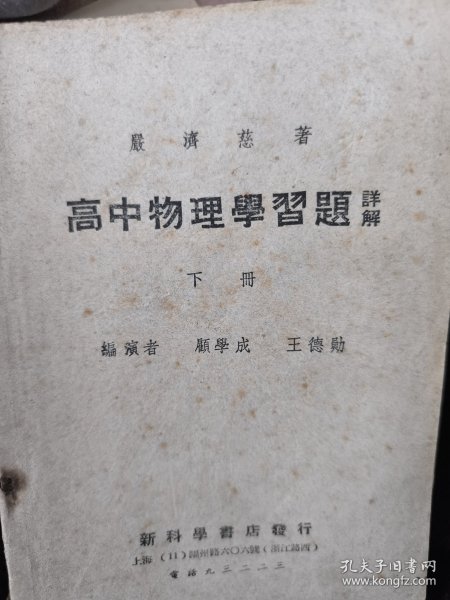 嚴濟慈著
高中物理學習題詳解
下冊
編演者 顧學成 王德勛
新科學書店發行
上海(11)福州路六〇六號(浙江路西)
電話九三二二三
孔夫子旧书网